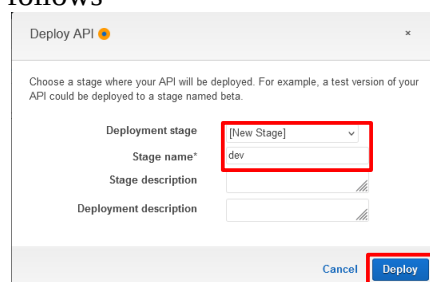 follows
Deploy API
×
Choose a stage where your API will be deployed. For example, a test version of your
API could be deployed to a stage named beta.
Deployment stage [New Stage]
Stage name* dev
Stage description
Deployment description
Cancel Deploy